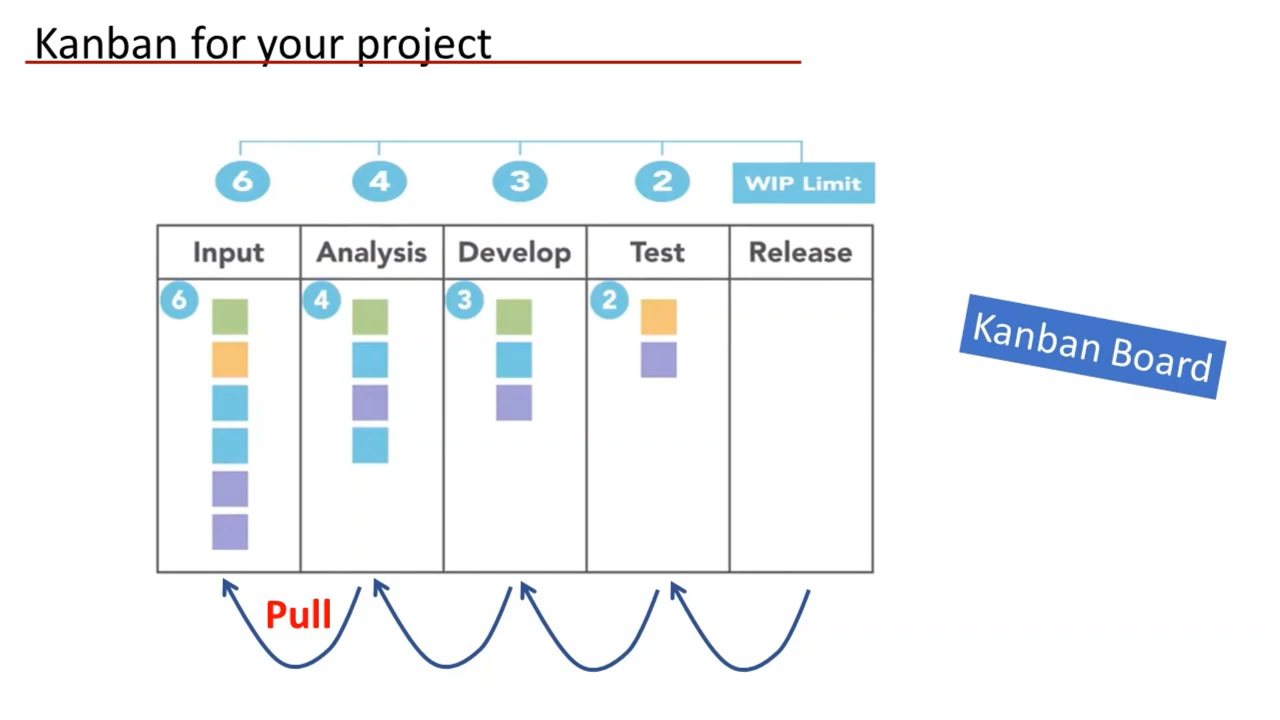 Kanban for your project
6 4 3 2 WIP Limit
Input Analysis Develop Test Release
6 4 3 2
Kanban Board
Pull